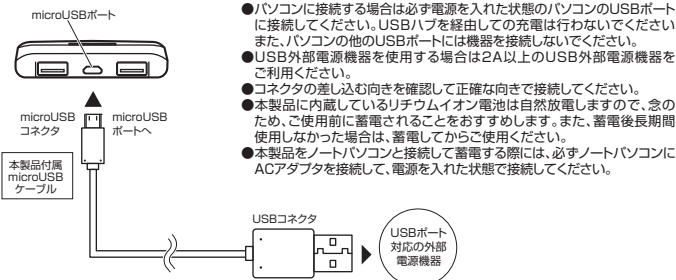 microUSBポート
●パソコンに接続する場合は必ず電源を入れた状態のパソコンのUSBポート
に接続してください。USBハブを経由しての充電は行わないでください
また、パソコンの他のUSBポートには機器を接続しないでください。
●USB外部電源機器を使用する場合は2A以上のUSB外部電源機器を
ご利用ください。
●コネクタの差し込む向きを確認して正確な向きで接続してください。
●本製品に内蔵しているリチウムイオン電池は自然放電しますので、念の
ため、ご使用前に蓄電されることをおすすめします。また、蓄電後長期間
使用しなかった場合は、蓄電してからご使用ください。
●本製品をノートパソコンと接続して蓄電する際には、必ずノートパソコンに
ACアダプタを接続して、電源を入れた状態で接続してください。
microUSB
コネクタ
microUSB
ポートへ
本製品付属
microUSB
ケーブル
USBコネクタ
USBポート
対応の外部
電源機器